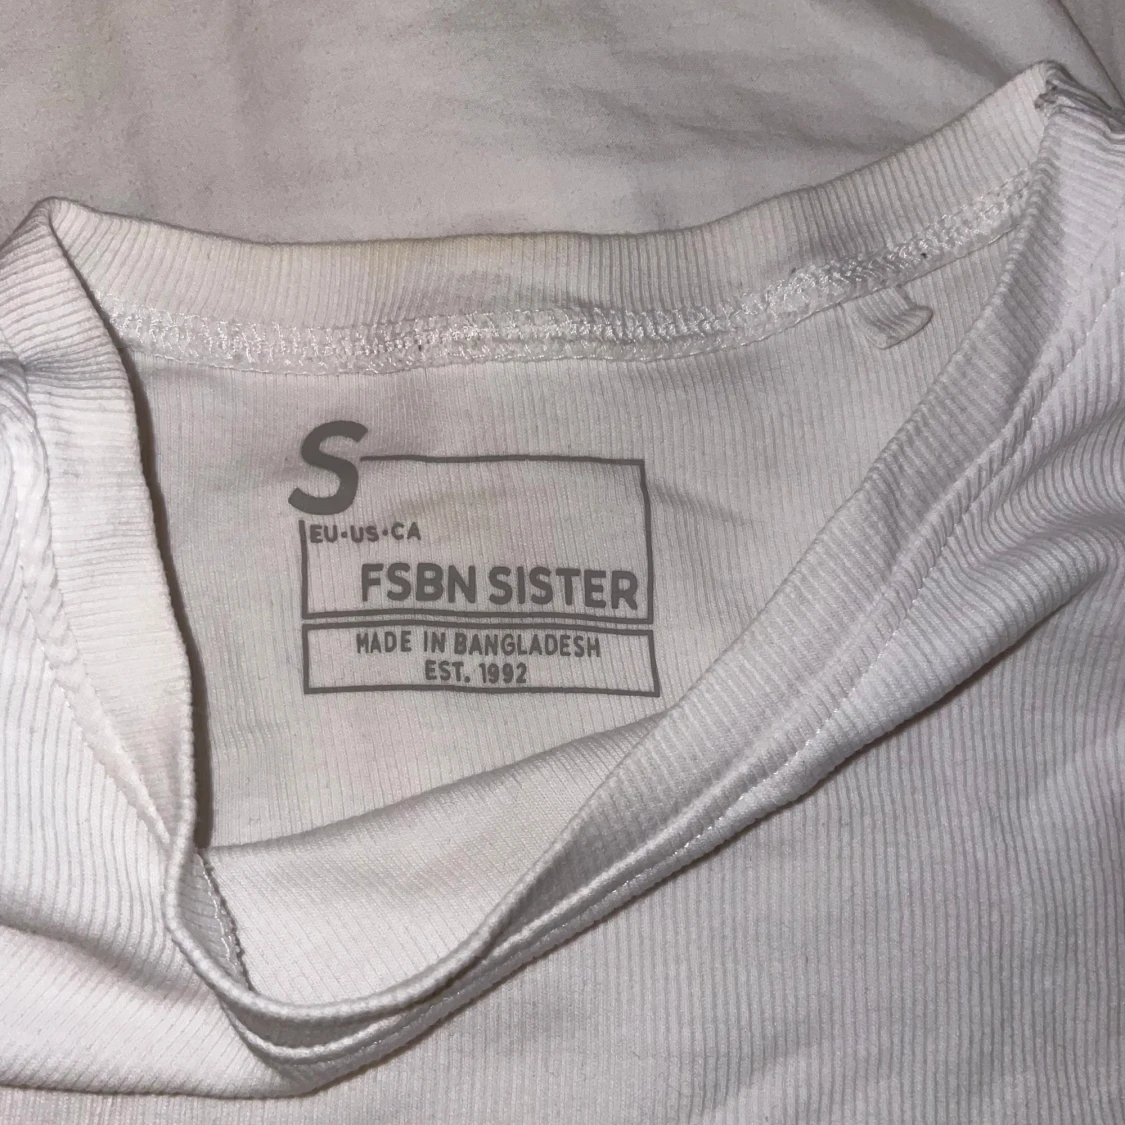 S
EU•US•CA
FSBN SISTER
MADE IN BANGLADESH
EST. 1992